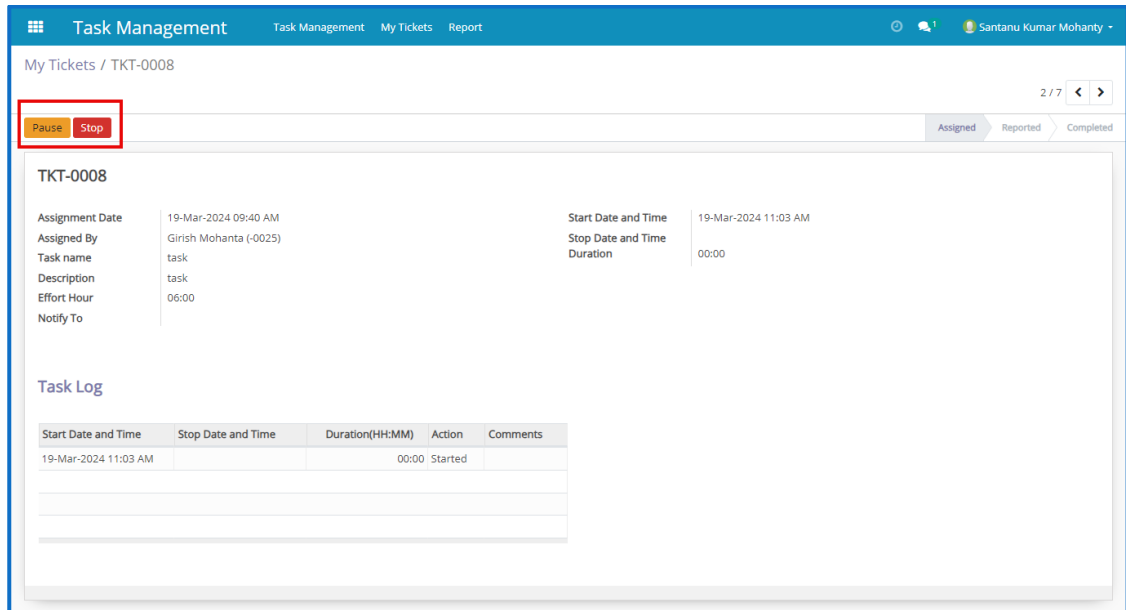 Task Management Task Management My Tickets Report 1 Santanu Kumar Mohanty
My Tickets / TKT-0008
2 / 7
Pause Stop Assigned Reported Completed
TKT-0008
Assignment Date 19-Mar-2024 09:40 AM Start Date and Time 19-Mar-2024 11:03 AM
Assigned By Girish Mohanta (-0025) Stop Date and Time
Task name task Duration 00:00
Description task
Effort Hour 06:00
Notify To
Task Log
Start Date and Time Stop Date and Time Duration(HH:MM) Action Comments
19-Mar-2024 11:03 AM 00:00 Started